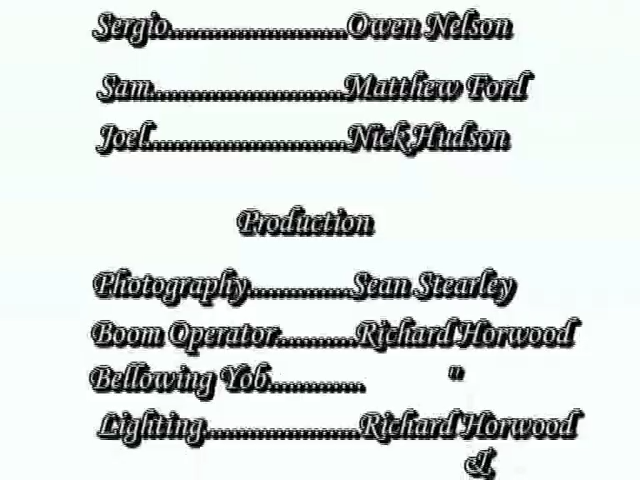 Sergio..........................Owen Nelson
Sam............................Matthew Ford
Joel.............................Nick Hudson
Production
Photography...............Sean Stearley
Boom Operator...........Richard Horwood
Bellowing Yob.............. "
Lighting.......................Richard Horwood
&